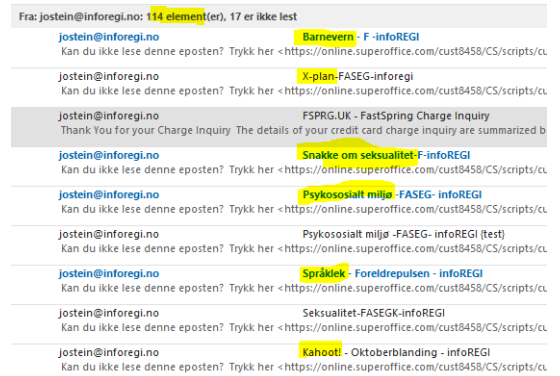 Fra: jostein@inforegi.no: 114 element(er), 17 er ikke lest
jostein@inforegi.no Barnevern - F -infoREGI
Kan du ikke lese denne eposten? Trykk her <https://online.superoffice.com/cust8458/CS/scripts/cu
jostein@inforegi.no X-plan-FASEG-inforegi
Kan du ikke lese denne eposten? Trykk her <https://online.superoffice.com/cust8458/CS/scripts/cu
jostein@inforegi.no FSPRG.UK - FastSpring Charge Inquiry
Thank You for your Charge Inquiry The details of your credit card charge inquiry are summarized b
jostein@inforegi.no Snakke om seksualitet-F-infoREGI
Kan du ikke lese denne eposten? Trykk her <https://online.superoffice.com/cust8458/CS/scripts/cu
jostein@inforegi.no Psykososialt miljø -FASEG- infoREGI
Kan du ikke lese denne eposten? Trykk her <https://online.superoffice.com/cust8458/CS/scripts/cu
jostein@inforegi.no Psykososialt miljø -FASEG- infoREGI {test}
Kan du ikke lese denne eposten? Trykk her <https://online.superoffice.com/cust8458/CS/scripts/cu
jostein@inforegi.no Språklek - Foreldrepulsen - infoREGI
Kan du ikke lese denne eposten? Trykk her <https://online.superoffice.com/cust8458/CS/scripts/cu
jostein@inforegi.no Seksualitet-FASEGK-infoREGI
Kan du ikke lese denne eposten? Trykk her <https://online.superoffice.com/cust8458/CS/scripts/cu
jostein@inforegi.no Kahoot! - Oktoberblanding - infoREGI
Kan du ikke lese denne eposten? Trykk her <https://online.superoffice.com/cust8458/CS/scripts/cu